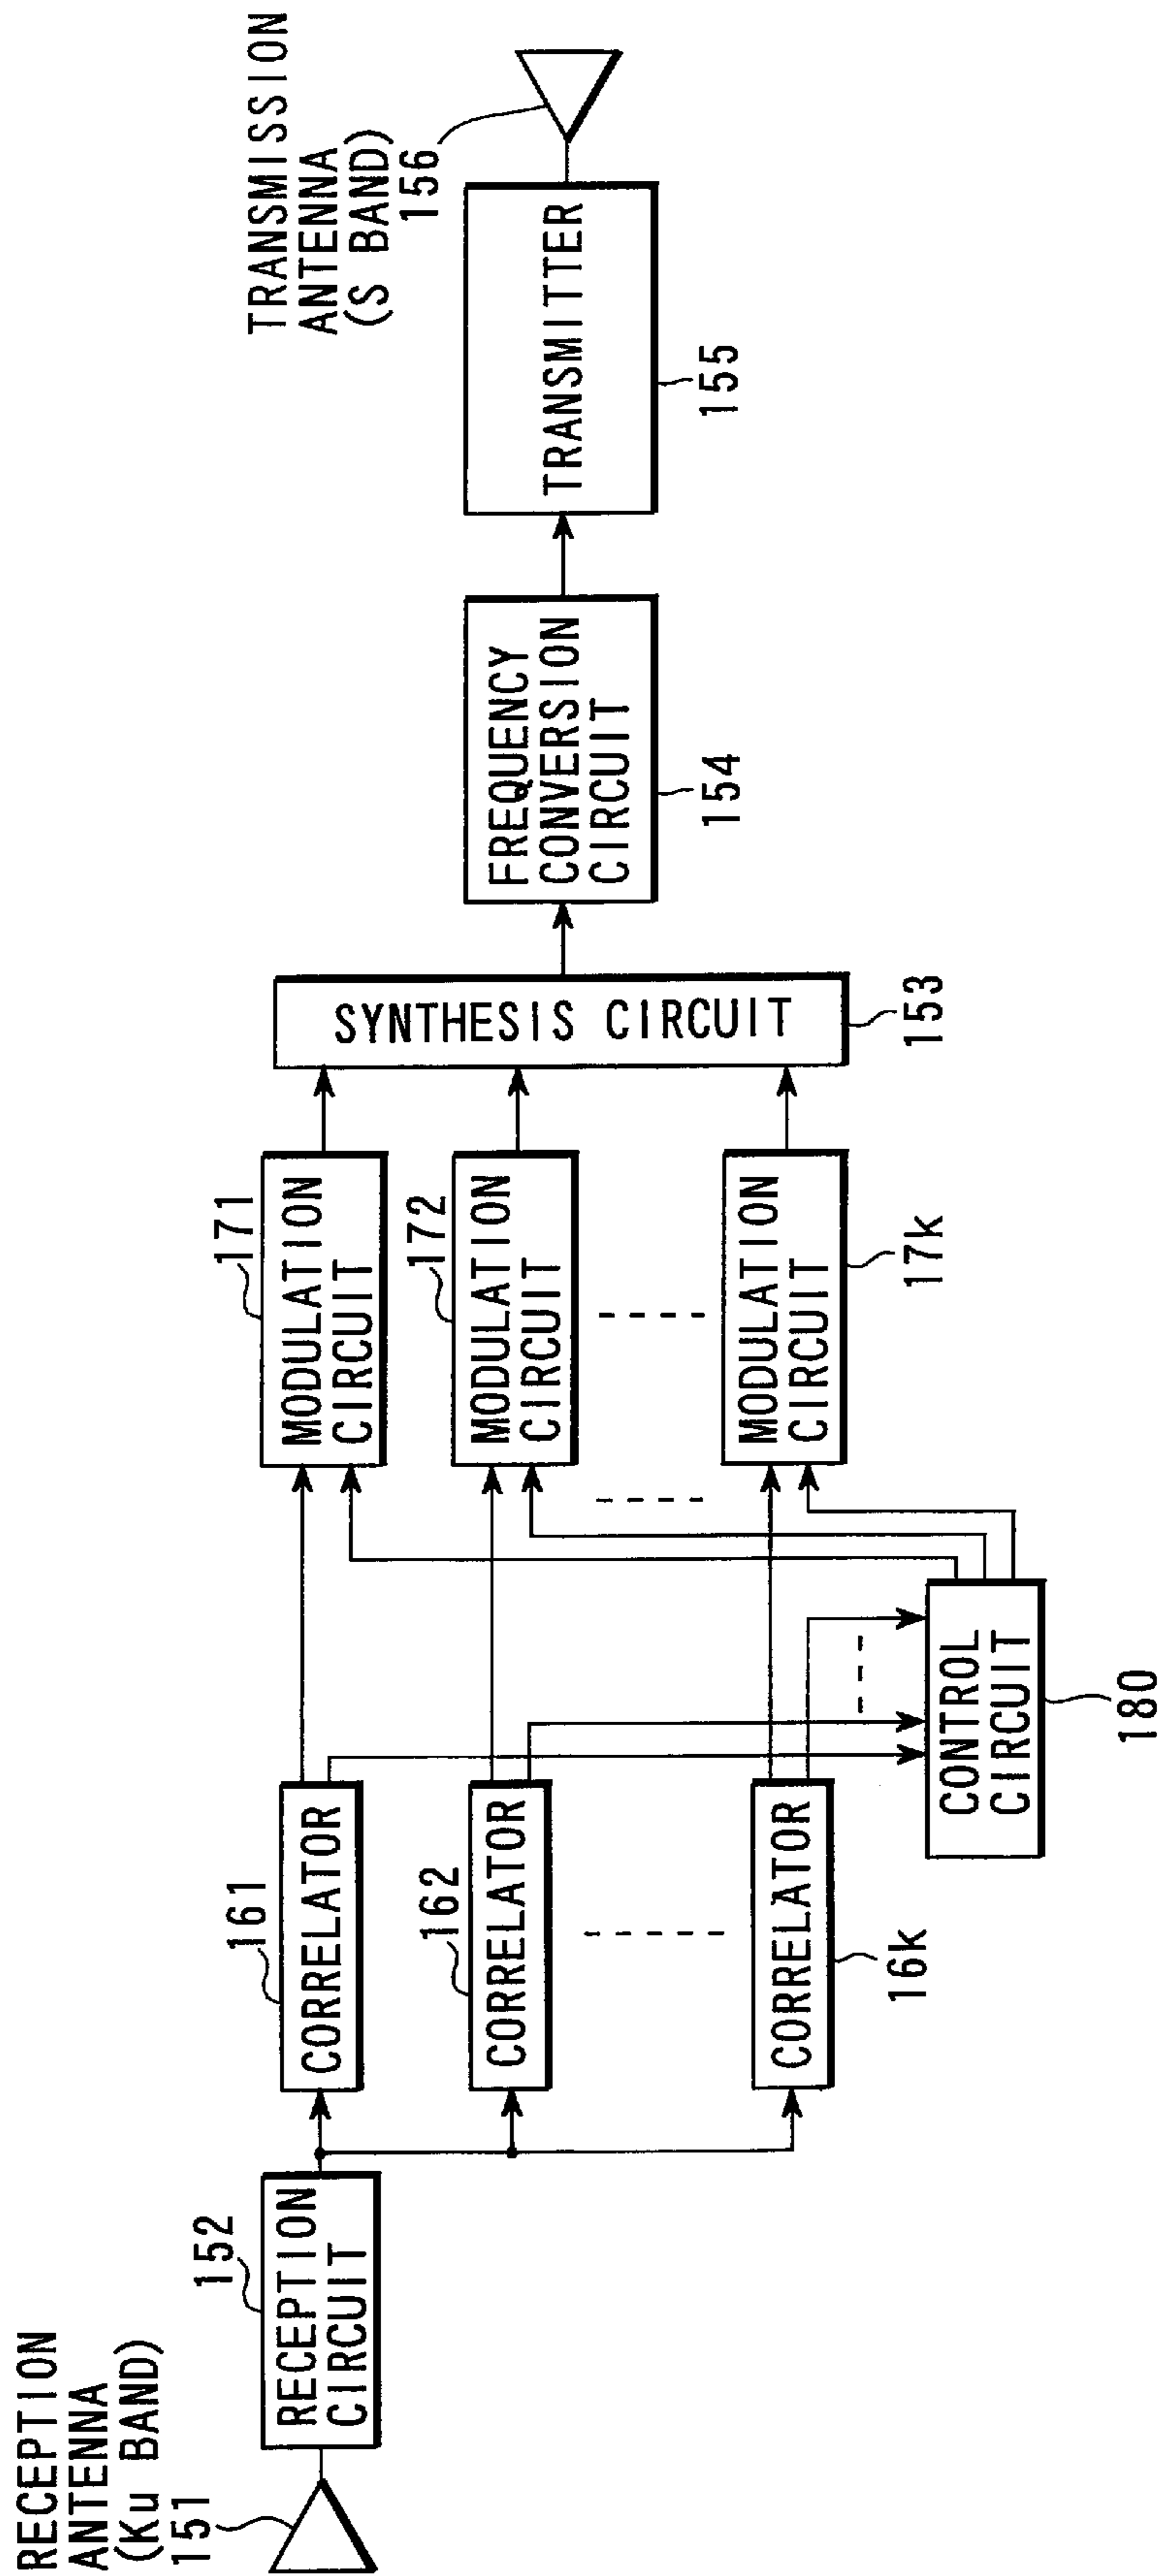 RECEPTION
ANTENNA
(Ku BAND)
151
152
RECEPTION
CIRCUIT
161
CORRELATOR
162
CORRELATOR
16k
CORRELATOR
CONTROL
CIRCUIT
180
171
MODULATION
CIRCUIT
172
MODULATION
CIRCUIT
17k
MODULATION
CIRCUIT
SYNTHESIS CIRCUIT
153
FREQUENCY
CONVERSION
CIRCUIT
154
TRANSMITTER
155
TRANSMISSION
ANTENNA
(S BAND)
156